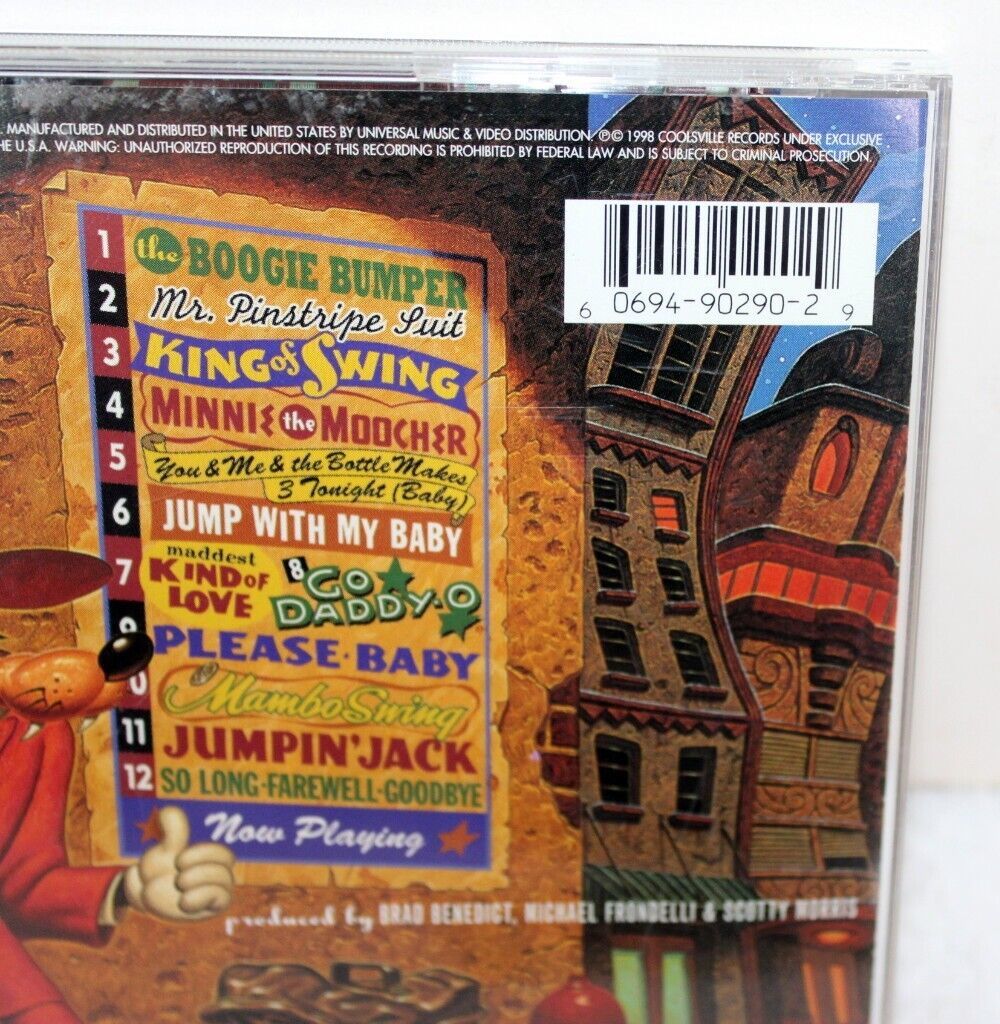 . MANUFACTURED AND DISTRIBUTED IN THE UNITED STATES BY UNIVERSAL MUSIC & VIDEO DISTRIBUTION. ℗© 1998 COOLSVILLE RECORDS UNDER EXCLUSIVE
HE U.S.A. WARNING: UNAUTHORIZED REPRODUCTION OF THIS RECORDING IS PROHIBITED BY FEDERAL LAW AND IS SUBJECT TO CRIMINAL PROSECUTION.
6 0694-90290-2 9
1 the BOOGIE BUMPER
2 Mr. Pinstripe Suit
3 KING of SWING
4 MINNIE the MOOCHER
5 You & Me & the Bottle Makes
3 Tonight (Baby)
6 JUMP WITH MY BABY
7 maddest
KIND OF
LOVE
8 GO
DADDY-O
9 PLEASE·BABY
0 Mambo Swing
11 JUMPIN' JACK
12 SO LONG·FAREWELL·GOODBYE
Now Playing
produced by BRAD BENEDICT, MICHAEL FRONDELLI & SCOTTY MORRIS